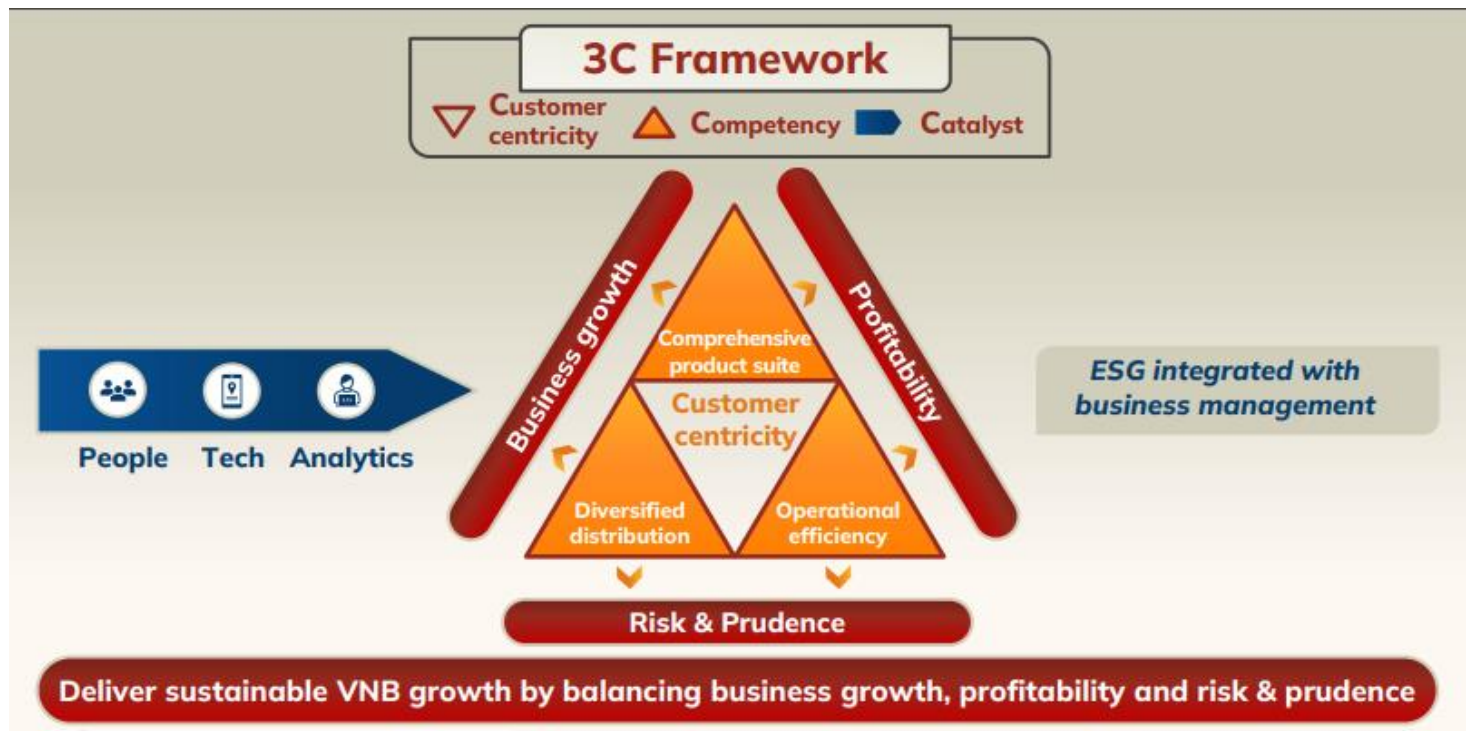 3C Framework
Customer
centricity
Competency
Catalyst
Business growth
Profitability
Comprehensive
product suite
Customer
centricity
Diversified
distribution
Operational
efficiency
People
Tech
Analytics
ESG integrated with
business management
Risk & Prudence
Deliver sustainable VNB growth by balancing business growth, profitability and risk & prudence